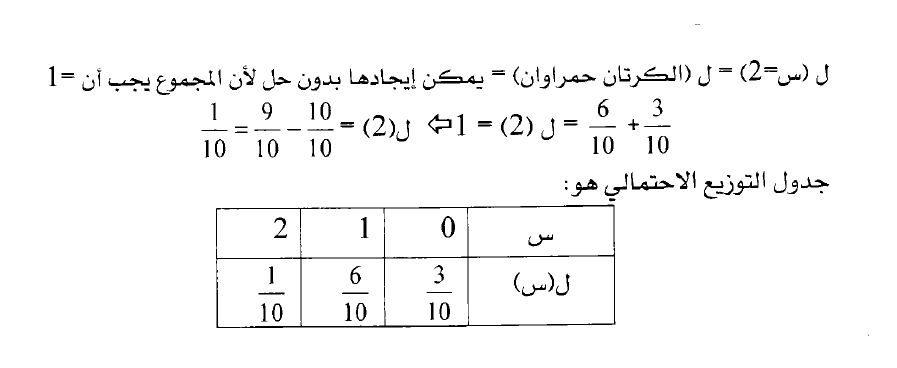 ل (س=2) = ل (الكرتان حمراوان) = يمكن إيجادها بدون حل لأن المجموع يجب أن =1
3/10 + 6/10 = ل (2) = 1 ⇦ ل(2) = 10/10 − 9/10 = 1/10
جدول التوزيع الاحتمالي هو:
س 0 1 2
ل(س) 3/10 6/10 1/10